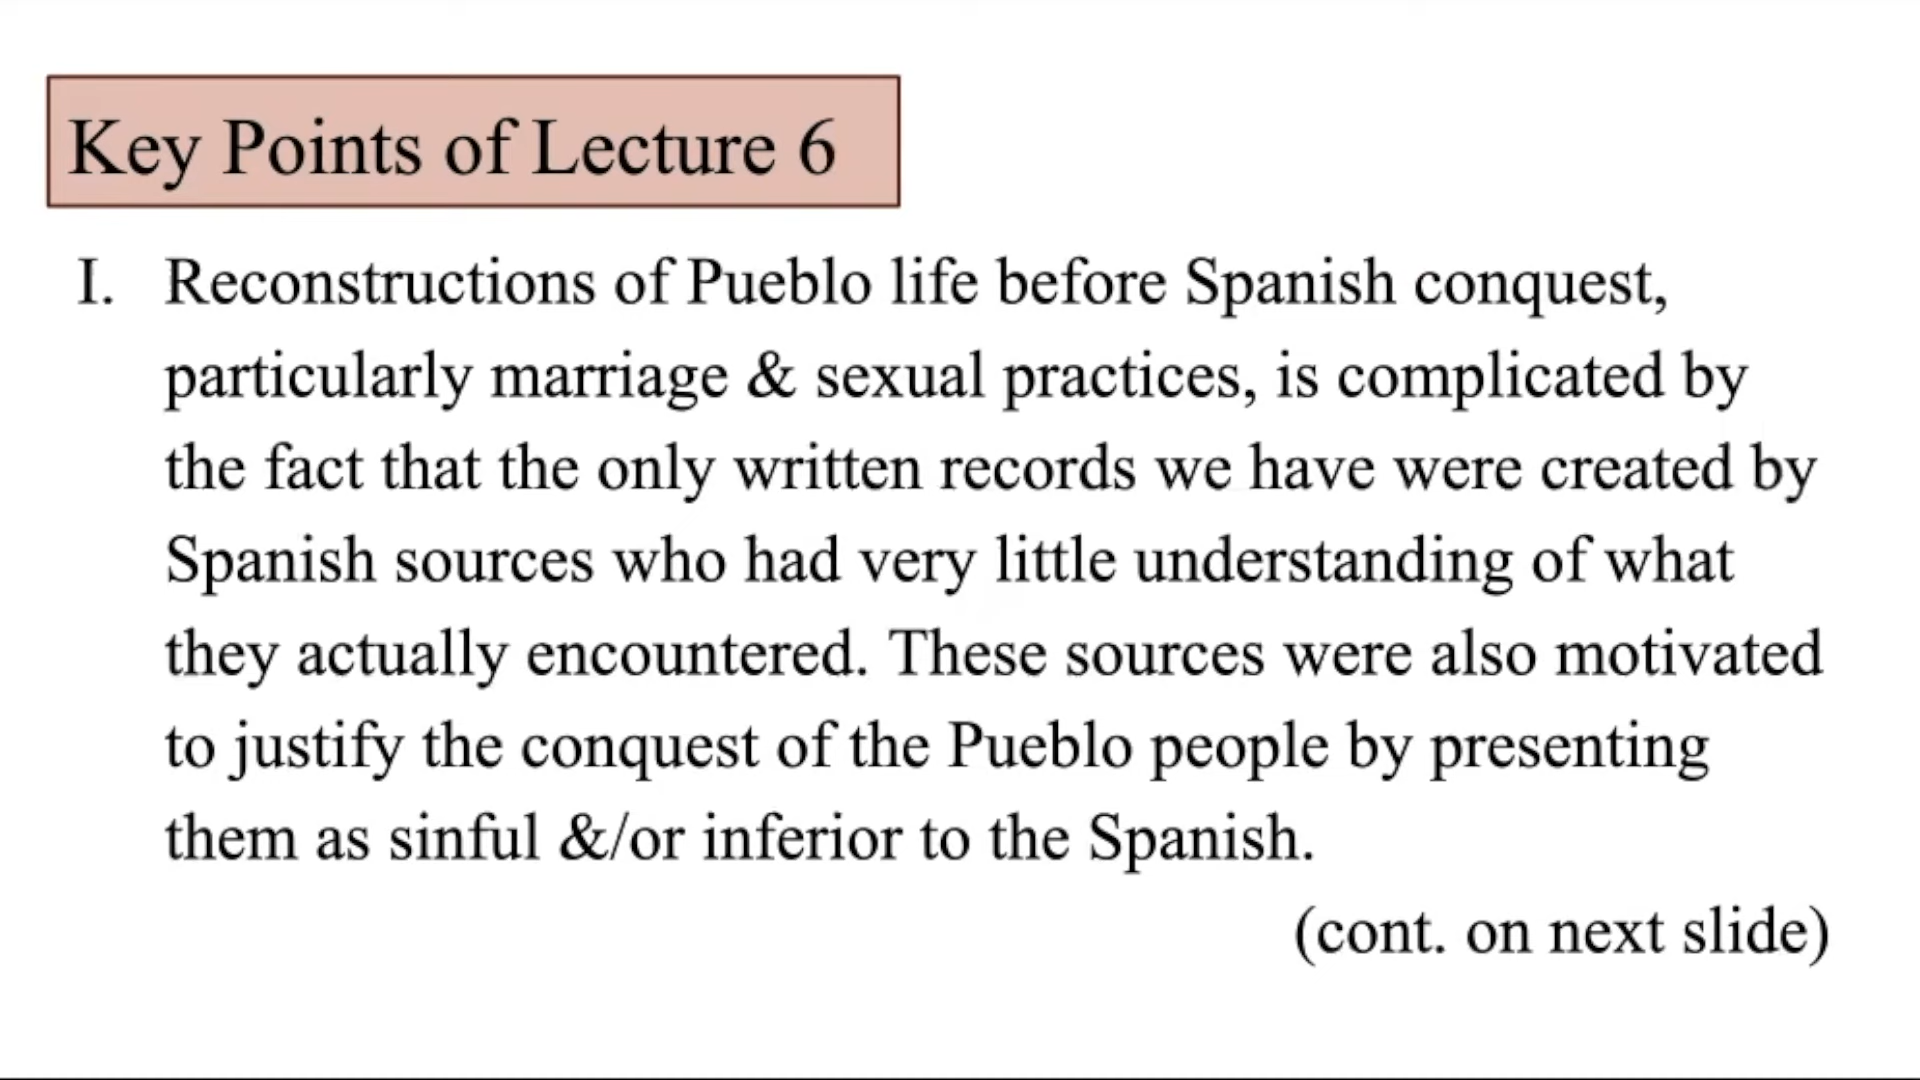 Key Points of Lecture 6
I. Reconstructions of Pueblo life before Spanish conquest,
particularly marriage & sexual practices, is complicated by
the fact that the only written records we have were created by
Spanish sources who had very little understanding of what
they actually encountered. These sources were also motivated
to justify the conquest of the Pueblo people by presenting
them as sinful &/or inferior to the Spanish.
(cont. on next slide)